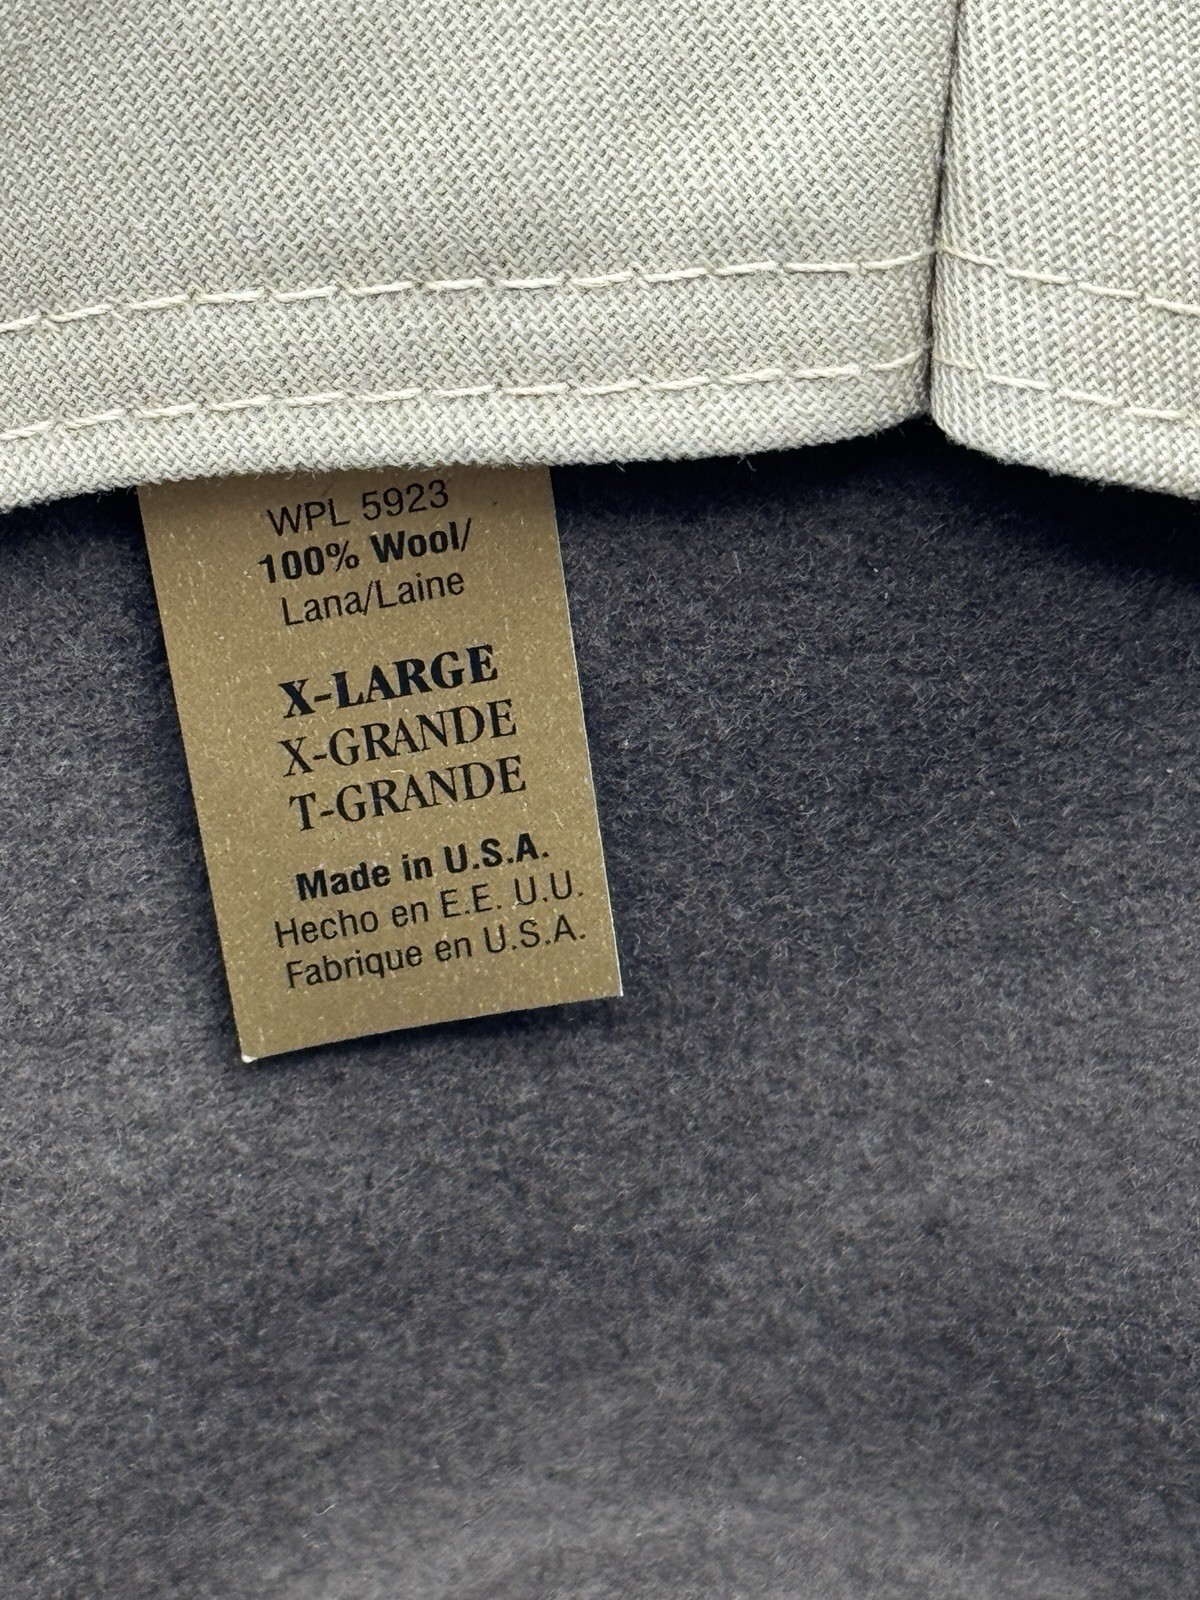 WPL 5923
100% Wool/
Lana/Laine
X-LARGE
X-GRANDE
T-GRANDE
Made in U.S.A.
Hecho en E.E. U.U.
Fabrique en U.S.A.